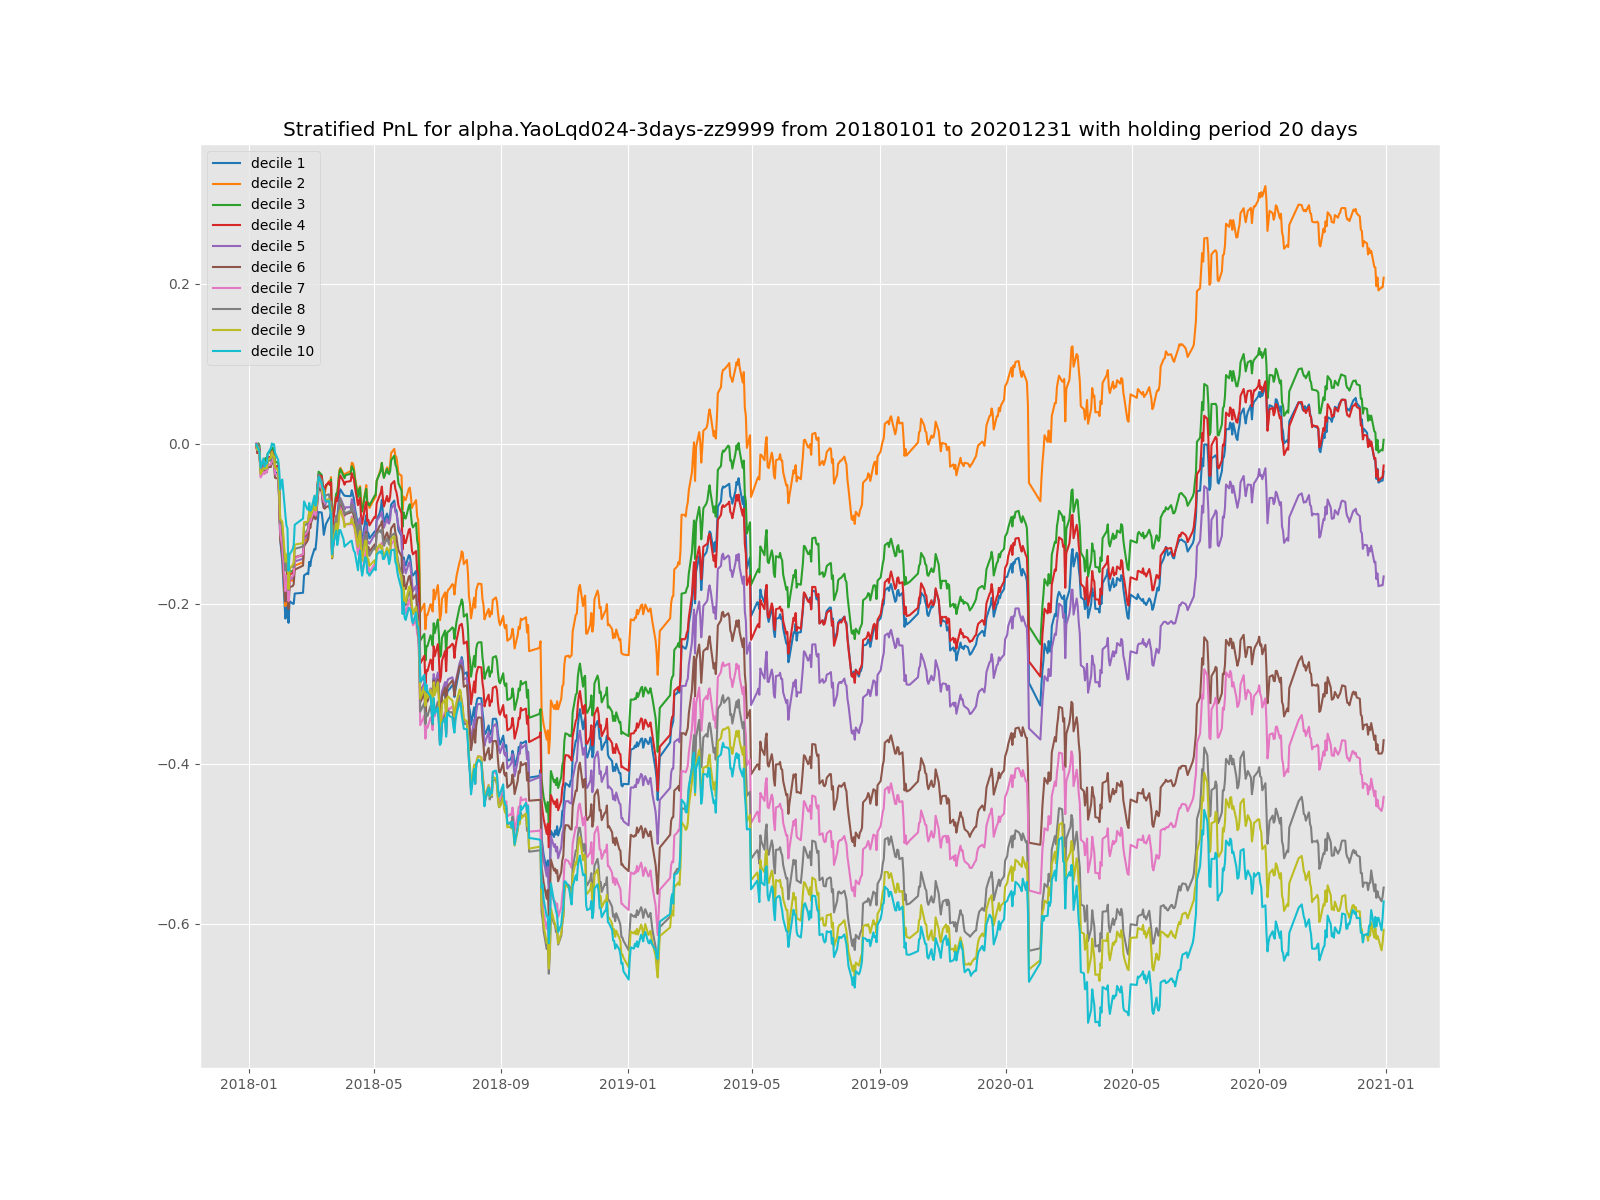 Stratified PnL for alpha.YaoLqd024-3days-zz9999 from 20180101 to 20201231 with holding period 20 days
decile 1
decile 2
decile 3
decile 4
decile 5
decile 6
decile 7
decile 8
decile 9
decile 10
0.2
0.0
−0.2
−0.4
−0.6
2018-01 2018-05 2018-09 2019-01 2019-05 2019-09 2020-01 2020-05 2020-09 2021-01